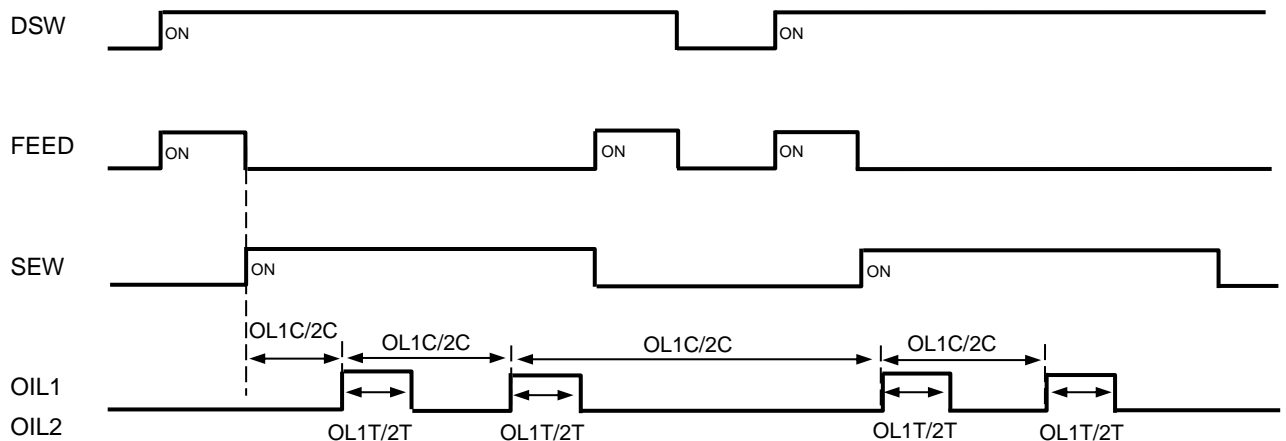 DSW
ON
ON
FEED
ON
ON
ON
SEW
ON
ON
OL1C/2C
OL1C/2C
OL1C/2C
OL1C/2C
OIL1
OIL2
OL1T/2T
OL1T/2T
OL1T/2T
OL1T/2T